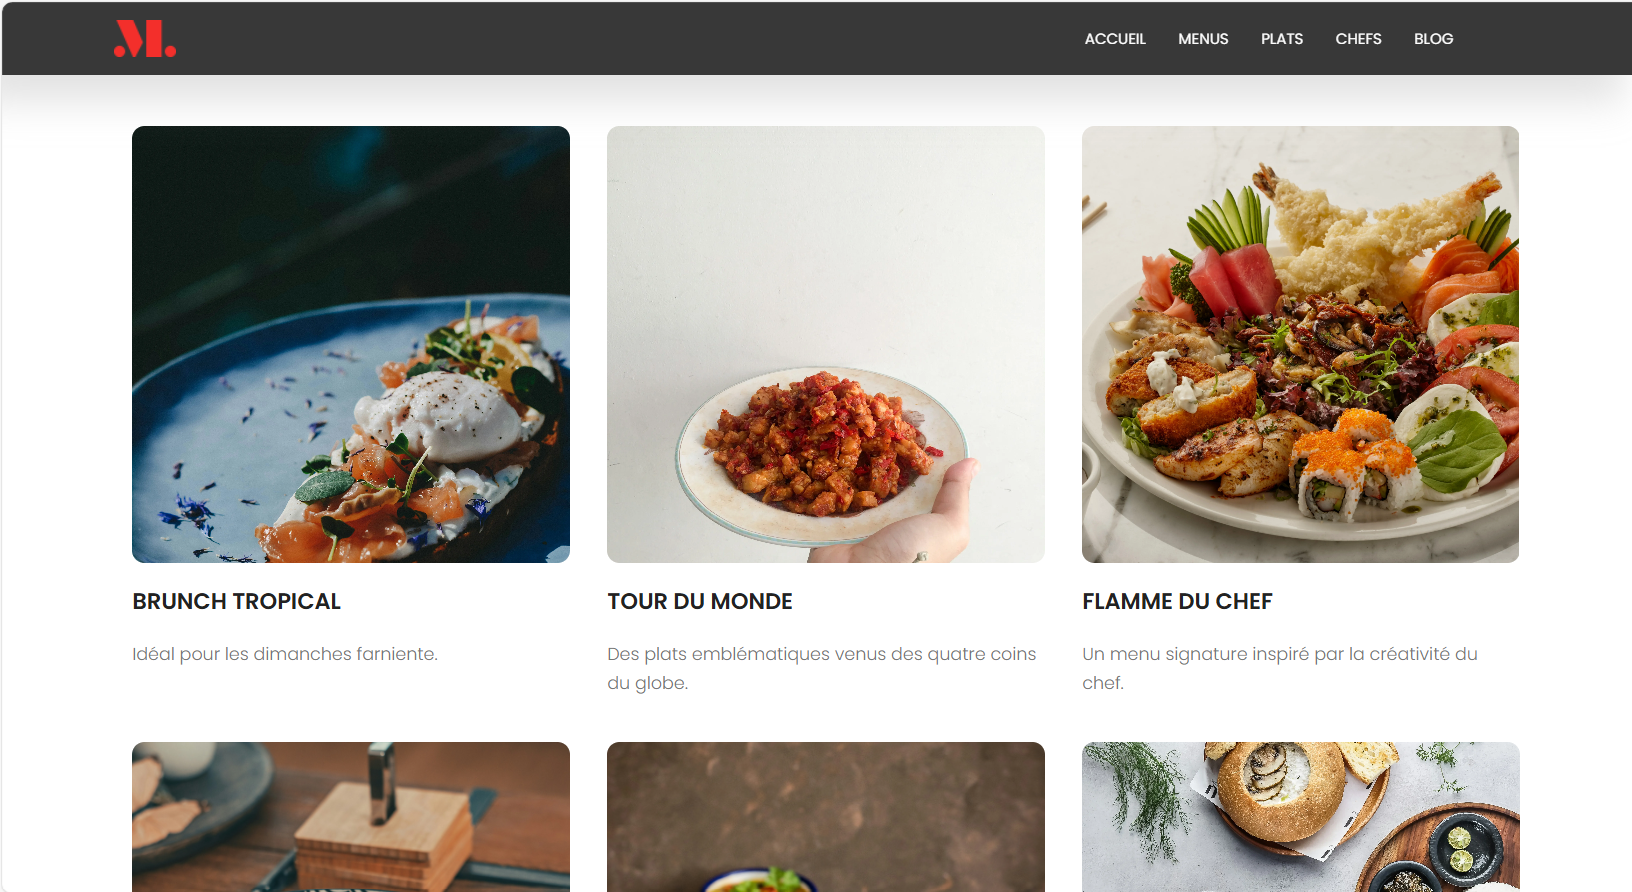 ACCUEIL MENUS PLATS CHEFS BLOG
BRUNCH TROPICAL
Idéal pour les dimanches farniente.
TOUR DU MONDE
Des plats emblématiques venus des quatre coins
du globe.
FLAMME DU CHEF
Un menu signature inspiré par la créativité du
chef.